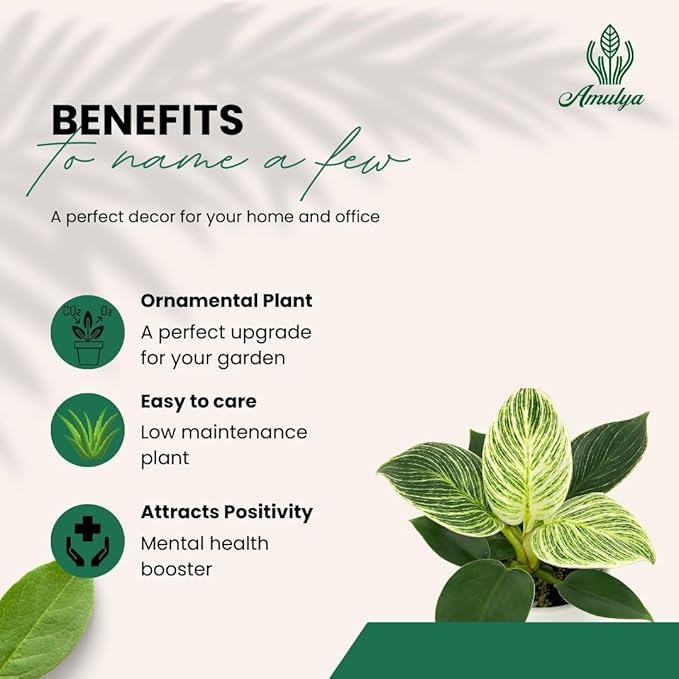 Amulya
BENEFITS
to name a few
A perfect decor for your home and office
CO₂ O₂
Ornamental Plant
A perfect upgrade
for your garden
Easy to care
Low maintenance
plant
Attracts Positivity
Mental health
booster